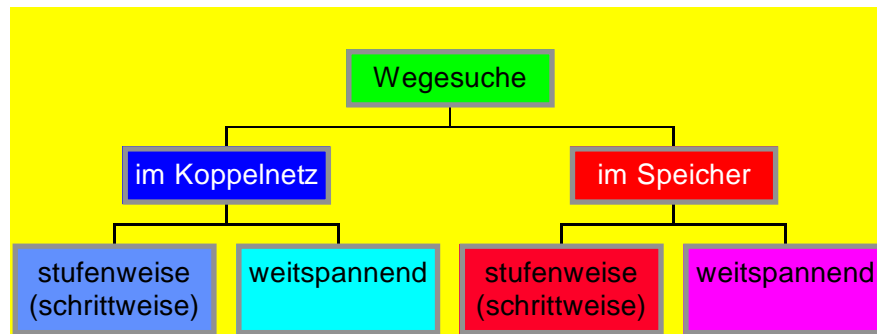 Wegesuche
im Koppelnetz
im Speicher
stufenweise
(schrittweise)
weitspannend
stufenweise
(schrittweise)
weitspannend